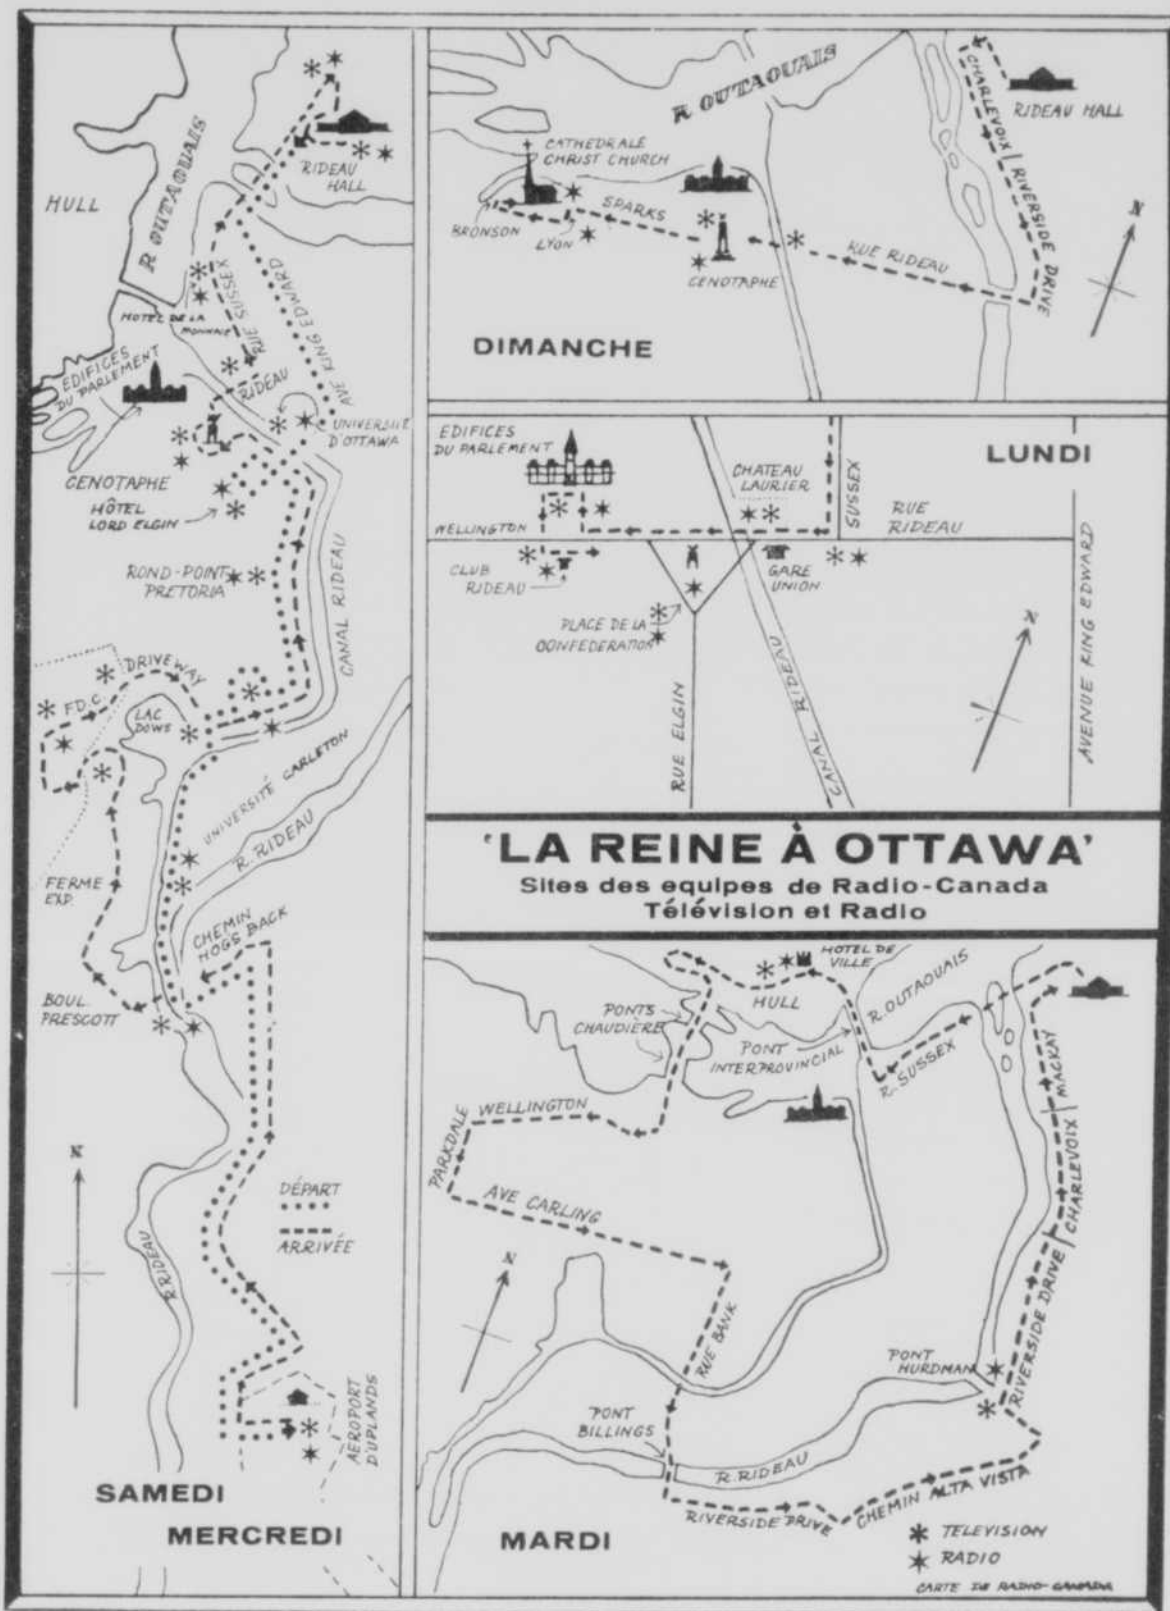 R OUTAOUAIS
HULL
RIDEAU
HALL
RUE SUSSEX
AVE KING EDWARD
HOTEL DE LA
MONNAIE
EDIFICES
DU PARLEMENT
RIDEAU
UNIVERSITÉ
D'OTTAWA
CENOTAPHE
HÔTEL
LORD ELGIN
ROND-POINT
PRETORIA
CANAL RIDEAU
DRIVEWAY
F.D.C.
LAC
DOWS
UNIVERSITÉ CARLETON
R. RIDEAU
FERME
EXP.
CHEMIN
HOGS BACK
BOUL.
PRESCOTT
N
DÉPART
ARRIVÉE
R. RIDEAU
AÉROPORT
D'UPLANDS
SAMEDI
MERCREDI
R OUTAOUAIS
CHARLEVOIX
RIVERSIDE DRIVE
RIDEAU HALL
CATHEDRALE
CHRIST CHURCH
SPARKS
BRONSON
LYON
RUE RIDEAU
CENOTAPHE
N
DIMANCHE
EDIFICES
DU PARLEMENT
LUNDI
CHATEAU
LAURIER
SUSSEX
RUE
RIDEAU
WELLINGTON
CLUB
RIDEAU
GARE
UNION
PLACE DE LA
CONFEDERATION
N
RUE ELGIN
CANAL RIDEAU
AVENUE KING EDWARD
'LA REINE À OTTAWA'
Sites des equipes de Radio-Canada
Télévision et Radio
HOTEL DE
VILLE
HULL
R. OUTAOUAIS
PONTS
CHAUDIÈRE
PONT
INTERPROVINCIAL
R. SUSSEX
MACKAY
WELLINGTON
PARKDALE
AVE CARLING
CHARLEVOIX
N
RUE BANK
RIVERSIDE DRIVE
PONT
HURDMAN
PONT
BILLINGS
R. RIDEAU
RIVERSIDE DRIVE
CHEMIN ALTA VISTA
MARDI
TELEVISION
RADIO
CARTE DE RADIO-CANADA